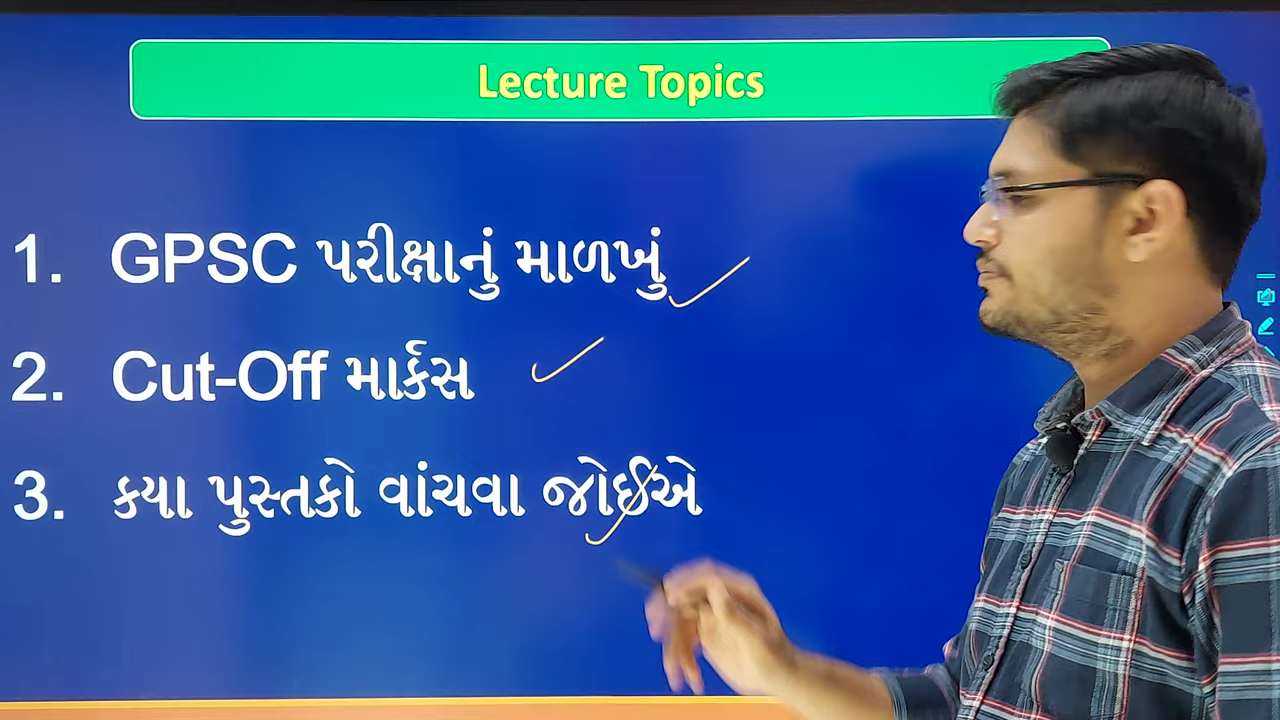 Lecture Topics
1. GPSC પરીક્ષાનું માળખું
2. Cut-Off માર્કસ
3. કયા પુસ્તકો વાંચવા જોઈએ